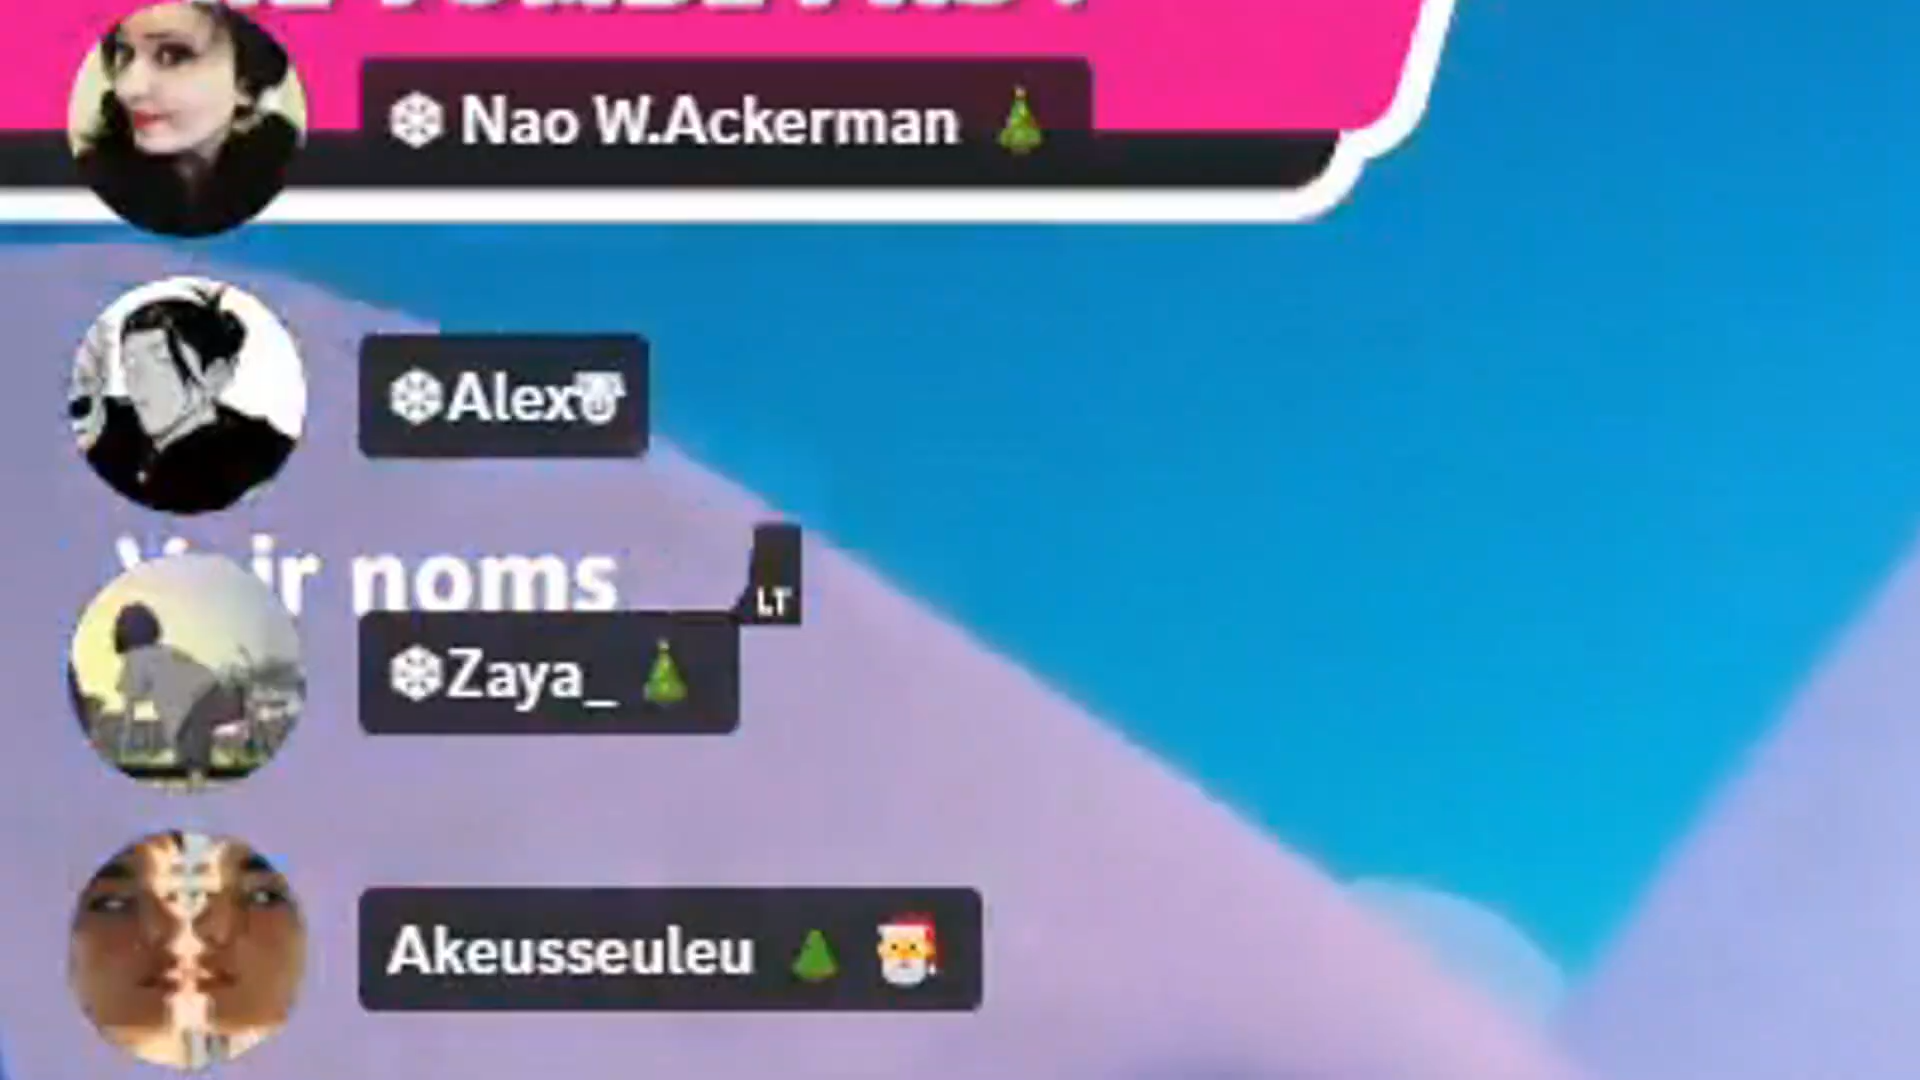 ❆ Nao W.Ackerman 🎄
❆Alex
noms
LT
❆Zaya_ 🎄
Akeusseuleu 🎄 🎅